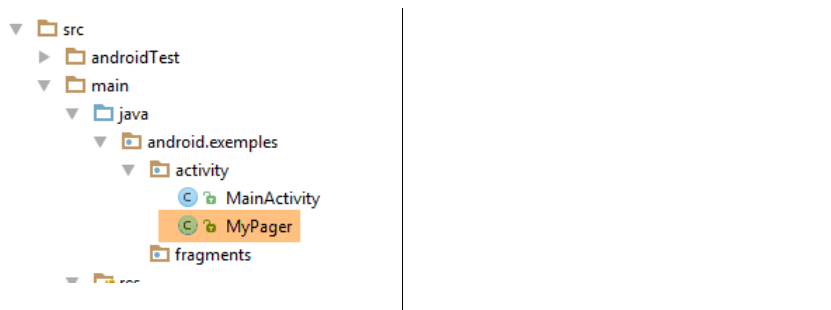 src
androidTest
main
java
android.exemples
activity
C MainActivity
C MyPager
fragments